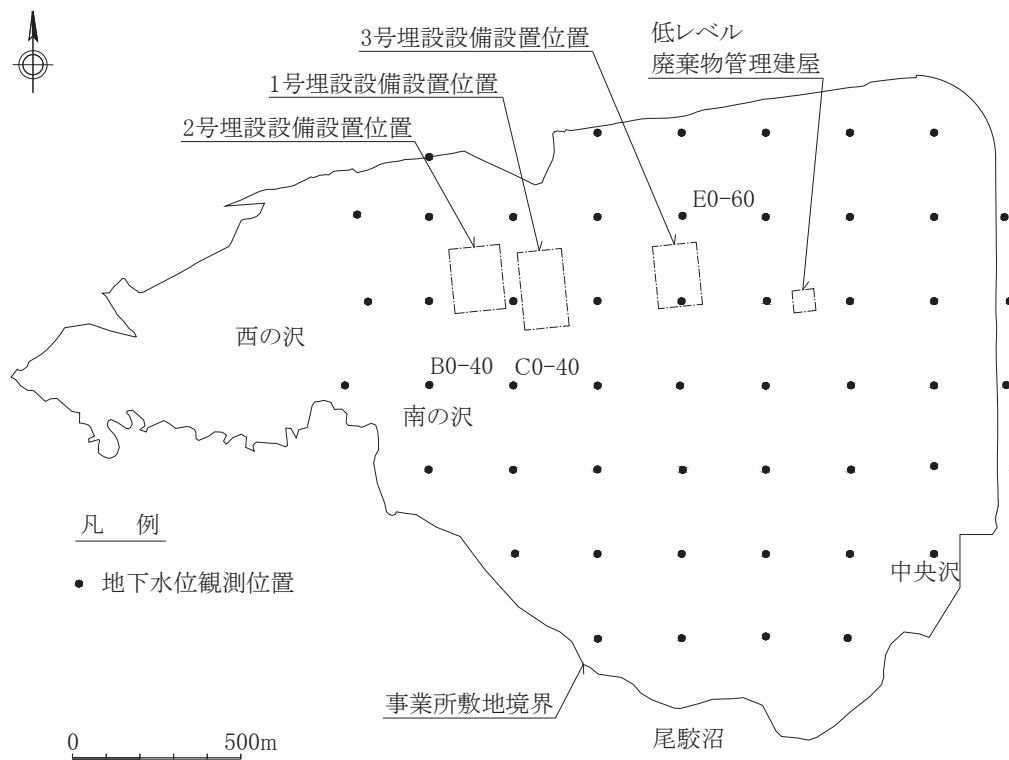 3号埋設設備設置位置
低レベル
廃棄物管理建屋
1号埋設設備設置位置
2号埋設設備設置位置
E0-60
西の沢
B0-40
C0-40
南の沢
凡　例
地下水位観測位置
中央沢
事業所敷地境界
尾駮沼
0
500m